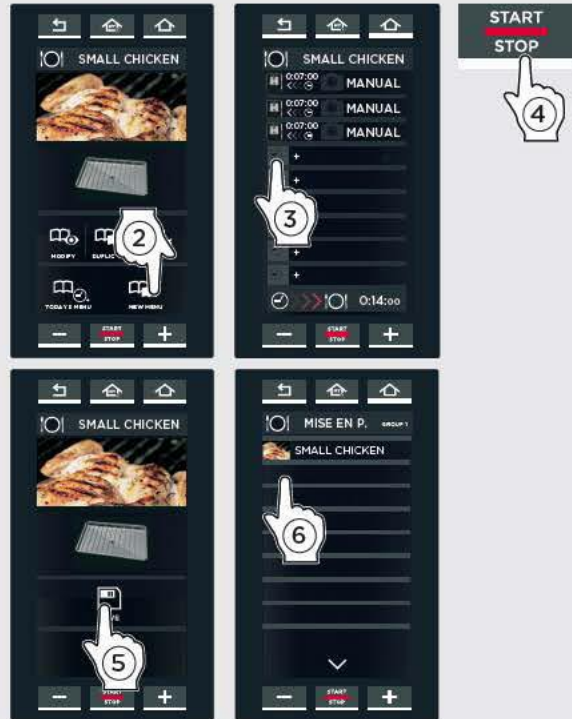 SMALL CHICKEN
MODIFY
2
TODAY'S MENU
NEW MENU
−
START
STOP
+
SMALL CHICKEN
0:07:00
MANUAL
0:07:00
MANUAL
0:07:00
MANUAL
+
+
3
+
+
0:14:00
−
START
STOP
+
START
STOP
4
SMALL CHICKEN
5
−
START
STOP
+
MISE EN P. GROUP 1
SMALL CHICKEN
6
−
START
STOP
+